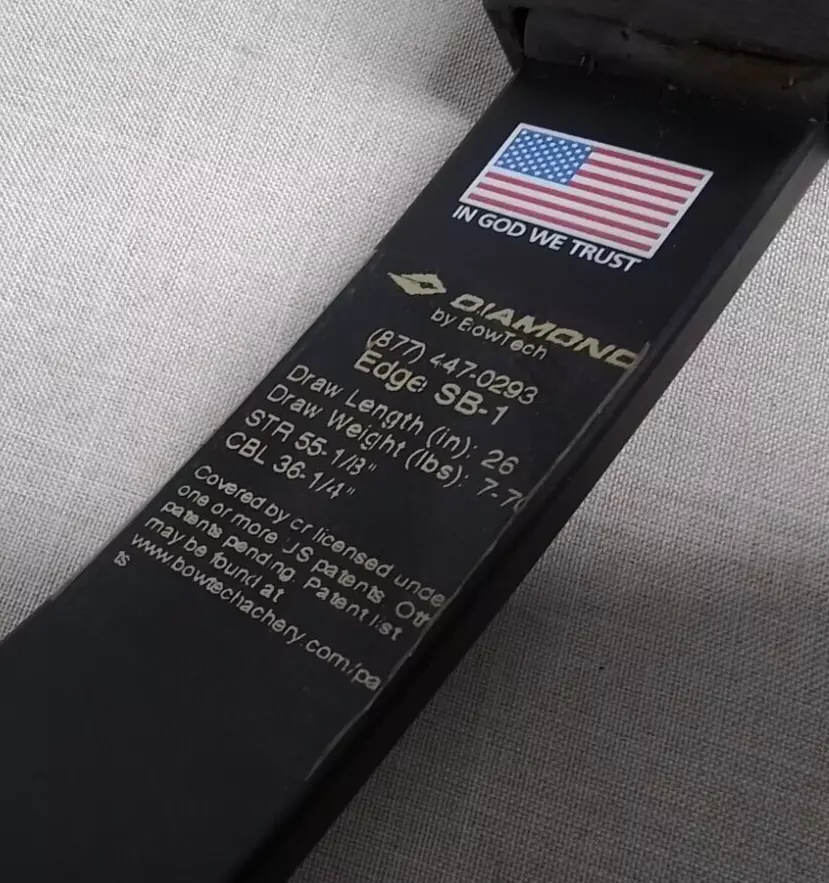 IN GOD WE TRUST
DIAMOND
by BowTech
(877) 447-0293
Edge SB-1
Draw Length (in): 26
Draw Weight (lbs): 7-70
STR 55-1/8"
CBL 36-1/4"
Covered by or licensed unde
one or more US patents. Oth
patents pending. Patent list
may be found at
www.bowtecharchery.com/pa
ts